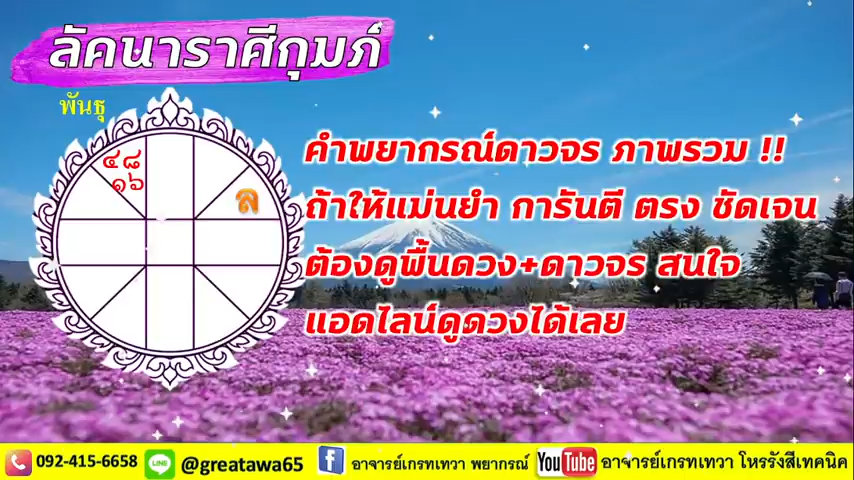 ลัคนาราศีกุมภ์
พันธุ
๔๘
๑๖
ล
คำพยากรณ์ดาวจร ภาพรวม !!
ถ้าให้แม่นยำ การันตี ตรง ชัดเจน
ต้องดูพื้นดวง+ดาวจร สนใจ
แอดไลน์ดูดวงได้เลย
092-415-6658 LINE @greatawa65 f อาจารย์เกรทเทวา พยากรณ์ YouTube อาจารย์เกรทเทวา โหรรังสีเทคนิค